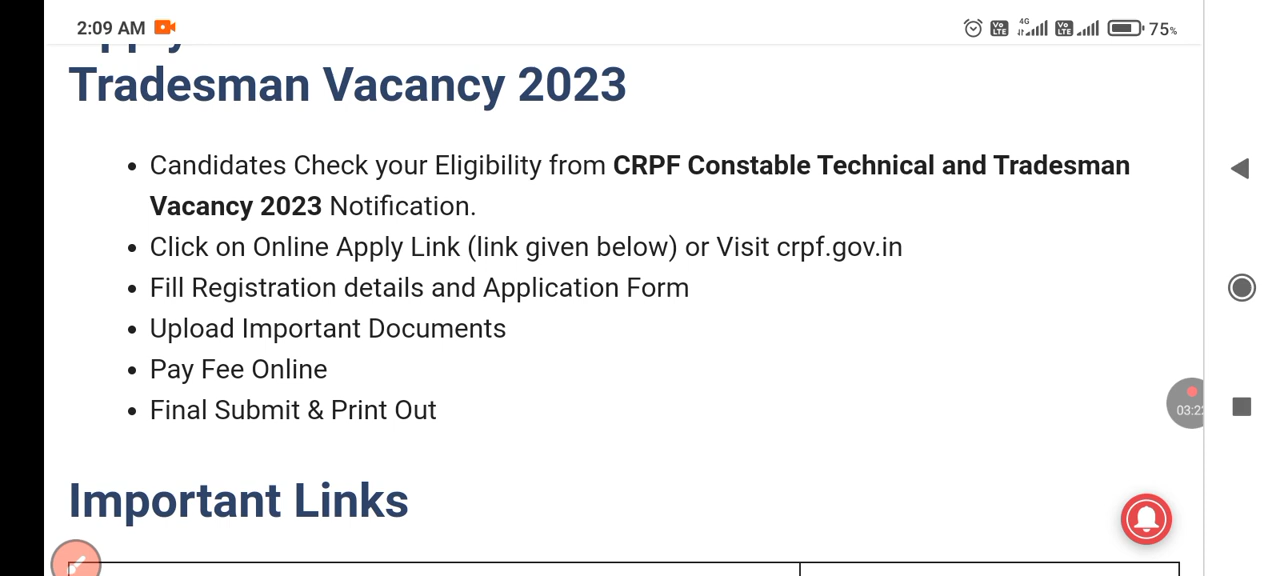 2:09 AM 4G 75%
Tradesman Vacancy 2023
• Candidates Check your Eligibility from CRPF Constable Technical and Tradesman
Vacancy 2023 Notification.
• Click on Online Apply Link (link given below) or Visit crpf.gov.in
• Fill Registration details and Application Form
• Upload Important Documents
• Pay Fee Online
• Final Submit & Print Out
Important Links